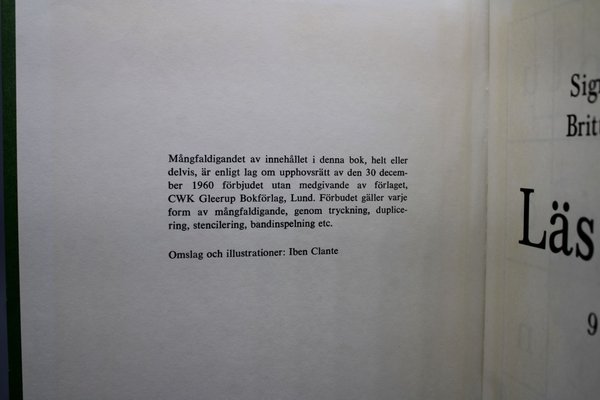 Mångfaldigandet av innehållet i denna bok, helt eller
delvis, är enligt lag om upphovsrätt av den 30 decem-
ber 1960 förbjudet utan medgivande av förlaget,
CWK Gleerup Bokförlag, Lund. Förbudet gäller varje
form av mångfaldigande, genom tryckning, duplice-
ring, stencilering, bandinspelning etc.
Omslag och illustrationer: Iben Clante
Läs
9